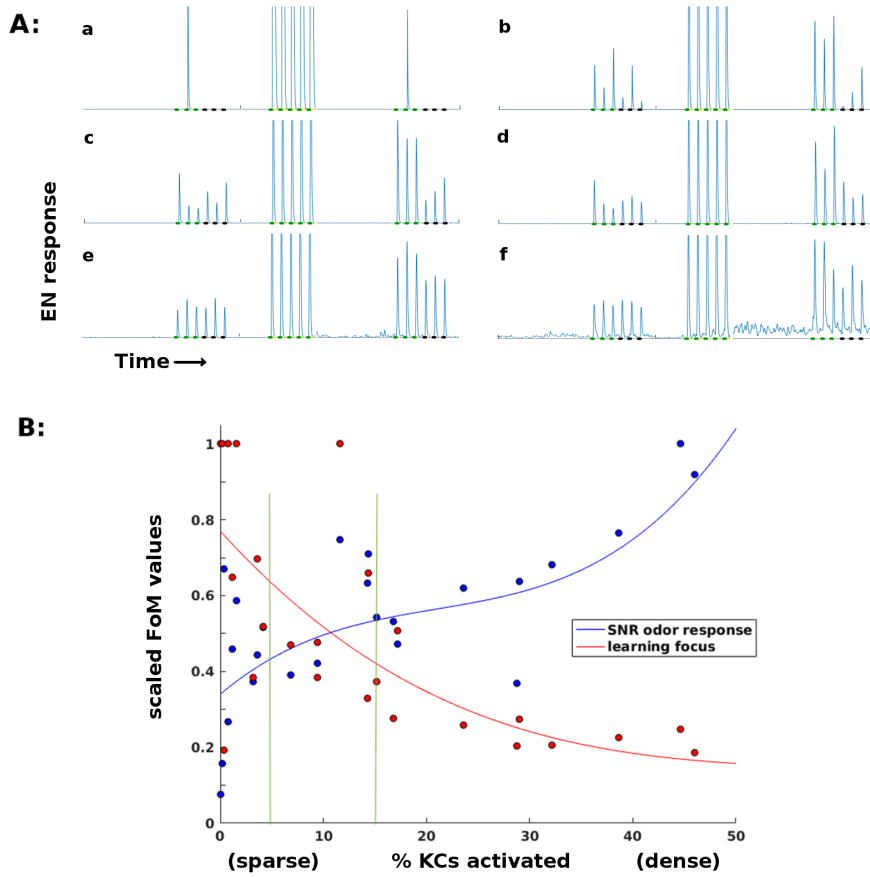 A:
a
b
c
d
e
f
EN response
Time
B:
scaled FoM values
1
0.8
0.6
0.4
0.2
0
SNR odor response
learning focus
0 10 20 30 40 50
(sparse) % KCs activated (dense)